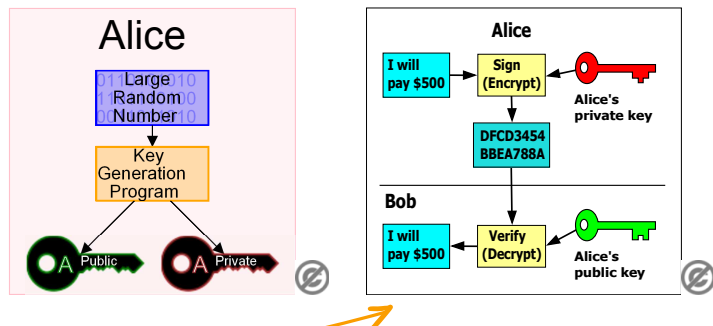 Alice
Large
Random
Number
Key
Generation
Program
A Public
A Private
Alice
I will
pay $500
Sign
(Encrypt)
Alice's
private key
DFCD3454
BBEA788A
Bob
I will
pay $500
Verify
(Decrypt)
Alice's
public key